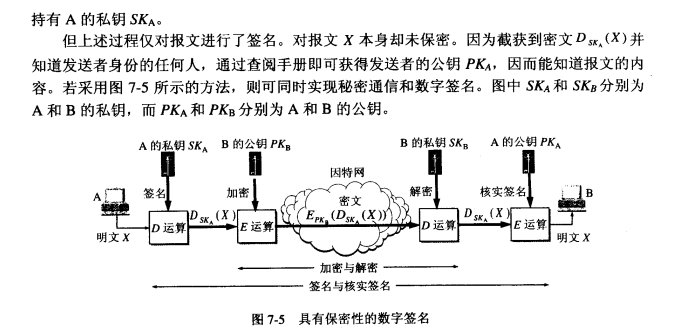 持有 A 的私钥 SKA。
但上述过程仅对报文进行了签名。对报文 X 本身却未保密。因为截获到密文 DSKA(X)并
知道发送者身份的任何人，通过查阅手册即可获得发送者的公钥 PKA，因而能知道报文的内
容。若采用图 7-5 所示的方法，则可同时实现秘密通信和数字签名。图中 SKA 和 SKB 分别为
A 和 B 的私钥，而 PKA 和 PKB 分别为 A 和 B 的公钥。
A 的私钥 SKA B 的公钥 PKB B 的私钥 SKB A 的公钥 PKA
因特网
A 签名 加密 密文 解密 核实签名 B
DSKA(X) EPKB(DSKA(X)) DSKA(X)
D 运算 E 运算 D 运算 E 运算
明文 X 明文 X
加密与解密
签名与核实签名
图 7-5 具有保密性的数字签名